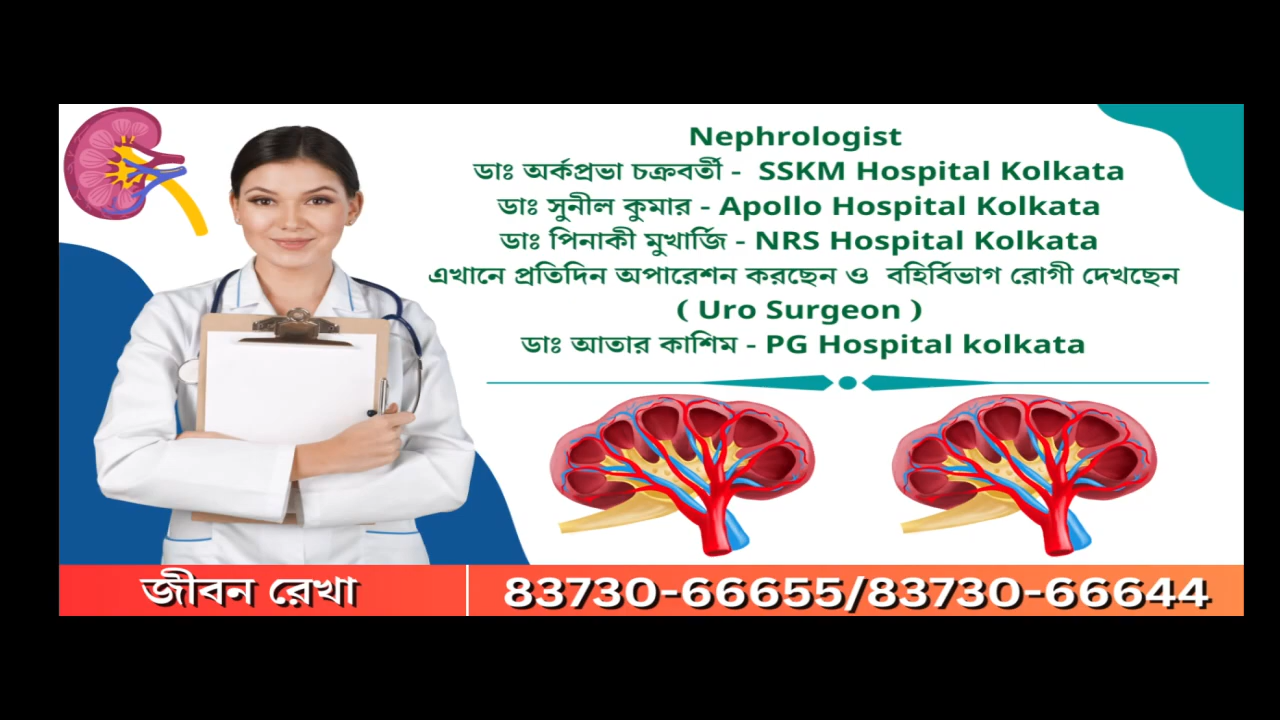 Nephrologist
ডাঃ অর্কপ্রভা চক্রবর্তী - SSKM Hospital Kolkata
ডাঃ সুনীল কুমার - Apollo Hospital Kolkata
ডাঃ পিনাকী মুখার্জি - NRS Hospital Kolkata
এখানে প্রতিদিন অপারেশন করছেন ও বহির্বিভাগ রোগী দেখছেন
( Uro Surgeon )
ডাঃ আতার কাশিম - PG Hospital kolkata
জীবন রেখা
83730-66655/83730-66644